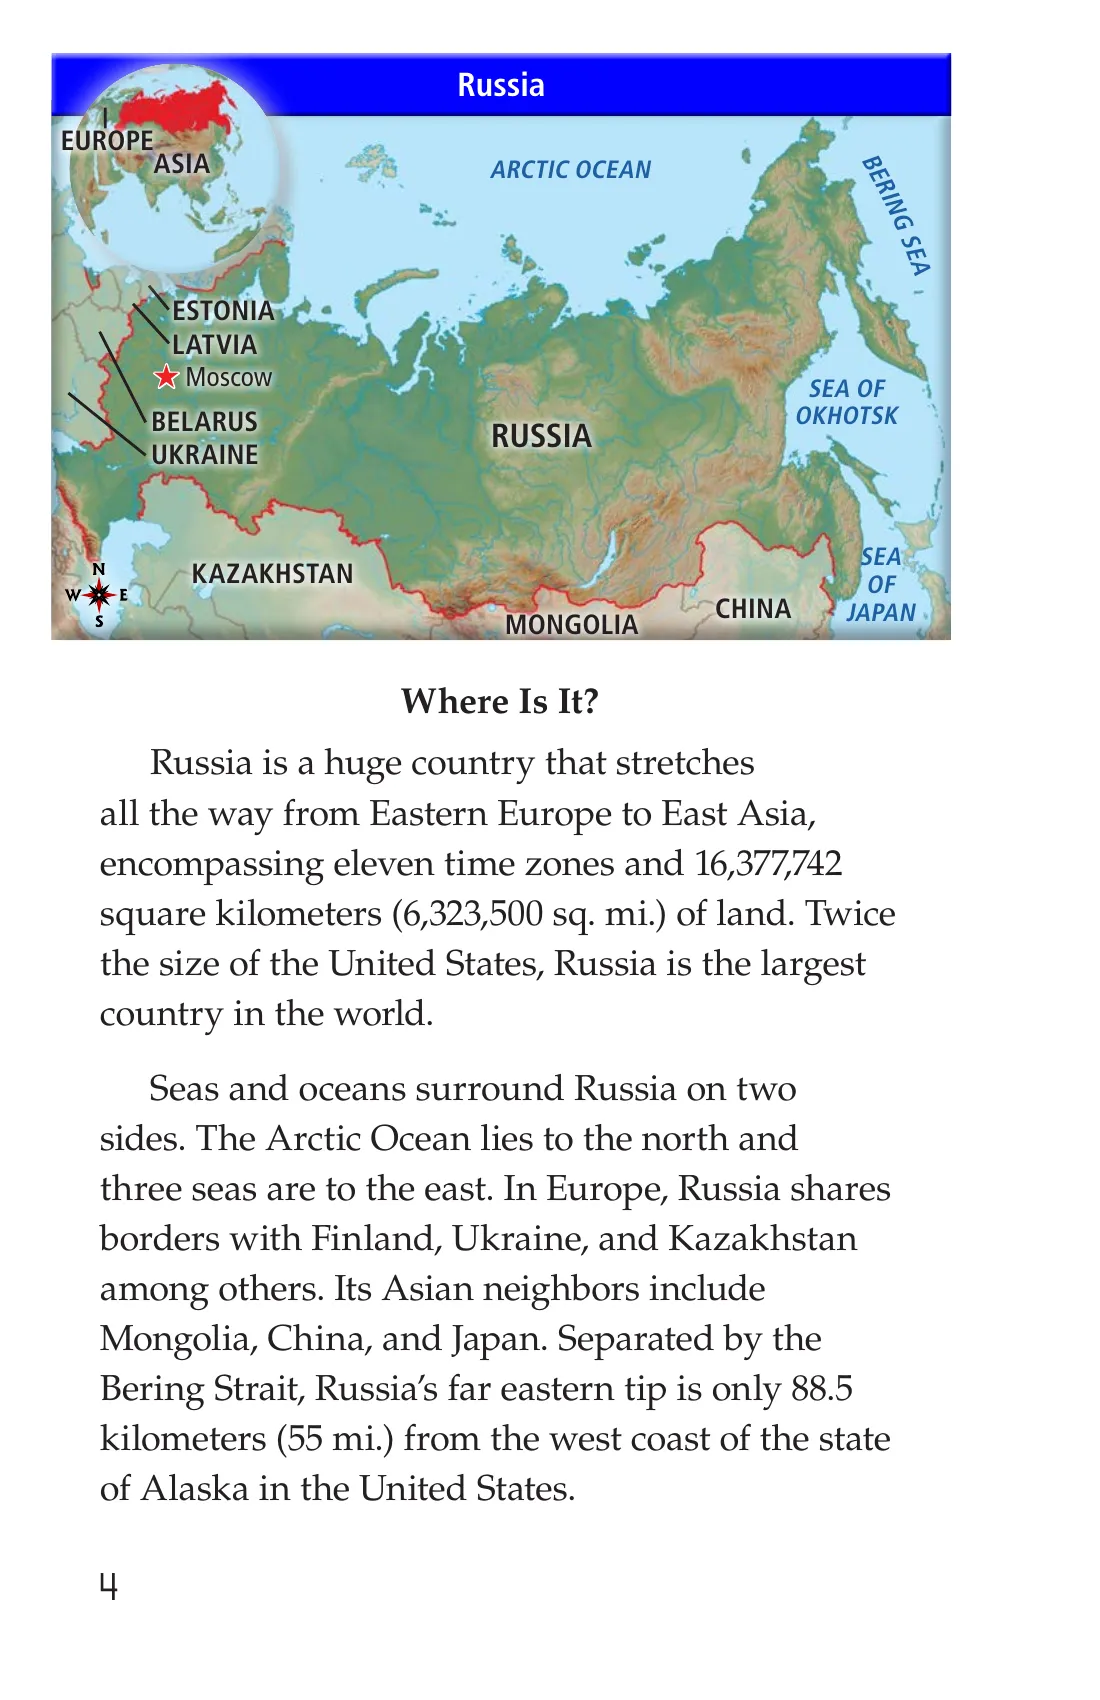 Russia
EUROPE
ASIA
ARCTIC OCEAN
BERING SEA
ESTONIA
LATVIA
Moscow
BELARUS
UKRAINE
RUSSIA
SEA OF
OKHOTSK
KAZAKHSTAN
MONGOLIA
CHINA
SEA
OF
JAPAN
N
W E
S
Where Is It?
Russia is a huge country that stretches
all the way from Eastern Europe to East Asia,
encompassing eleven time zones and 16,377,742
square kilometers (6,323,500 sq. mi.) of land. Twice
the size of the United States, Russia is the largest
country in the world.
Seas and oceans surround Russia on two
sides. The Arctic Ocean lies to the north and
three seas are to the east. In Europe, Russia shares
borders with Finland, Ukraine, and Kazakhstan
among others. Its Asian neighbors include
Mongolia, China, and Japan. Separated by the
Bering Strait, Russia’s far eastern tip is only 88.5
kilometers (55 mi.) from the west coast of the state
of Alaska in the United States.
4